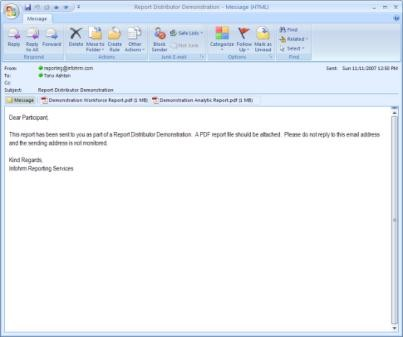 Report Distributor Demonstration - Message (HTML)
Message
Reply
Reply to All
Forward
Delete
Move to Folder
Create Rule
Other Actions
Block Sender
Safe Lists
Not Junk
Categorize
Follow Up
Mark as Unread
Find
Related
Select
Respond
Actions
Junk E-mail
Options
Find
From: reporting@infohrm.com
Sent: Sun 11/11/2007 12:50 PM
To: Tono Ashton
Cc:
Subject: Report Distributor Demonstration
Message Demonstration Workforce Report.pdf (1 MB) Demonstration Analytic Report.pdf (1 MB)
Dear Participant,
This report has been sent to you as part of a Report Distributor Demonstration. A PDF report file should be attached. Please do not reply to this email address
and the sending address is not monitored.
Kind Regards,
Infohrm Reporting Services